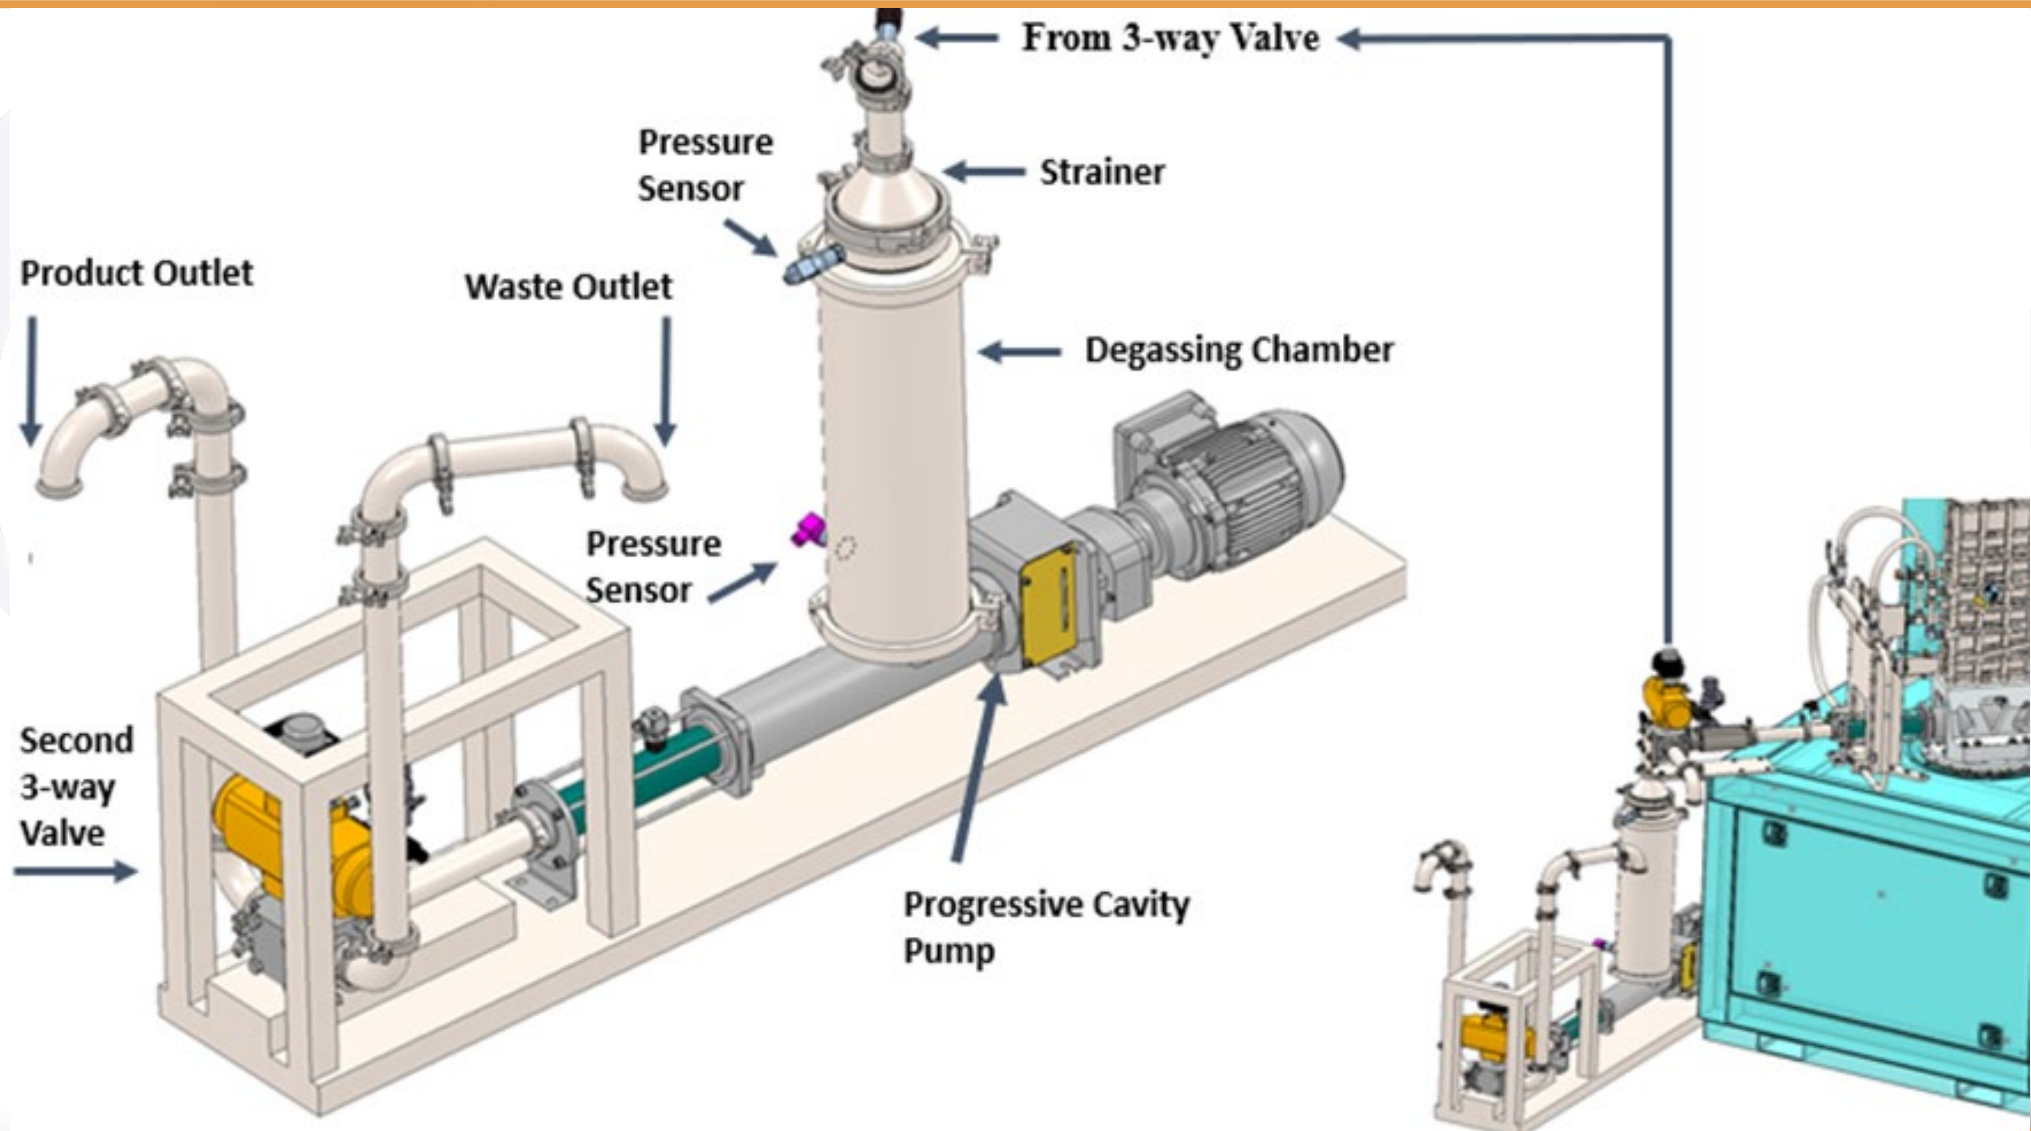 From 3-way Valve
Pressure
Sensor
Strainer
Product Outlet
Waste Outlet
Degassing Chamber
Pressure
Sensor
Second
3-way
Valve
Progressive Cavity
Pump